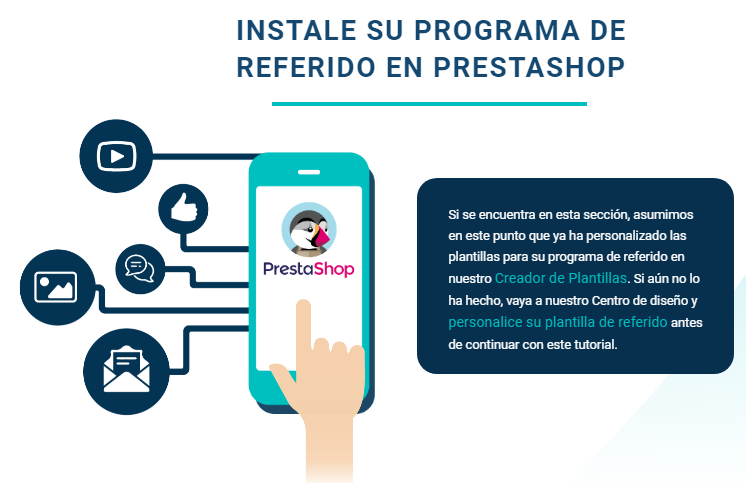 INSTALE SU PROGRAMA DE
REFERIDO EN PRESTASHOP
PrestaShop
Si se encuentra en esta sección, asumimos
en este punto que ya ha personalizado las
plantillas para su programa de referido en
nuestro Creador de Plantillas. Si aún no lo
ha hecho, vaya a nuestro Centro de diseño y
personalice su plantilla de referido antes
de continuar con este tutorial.